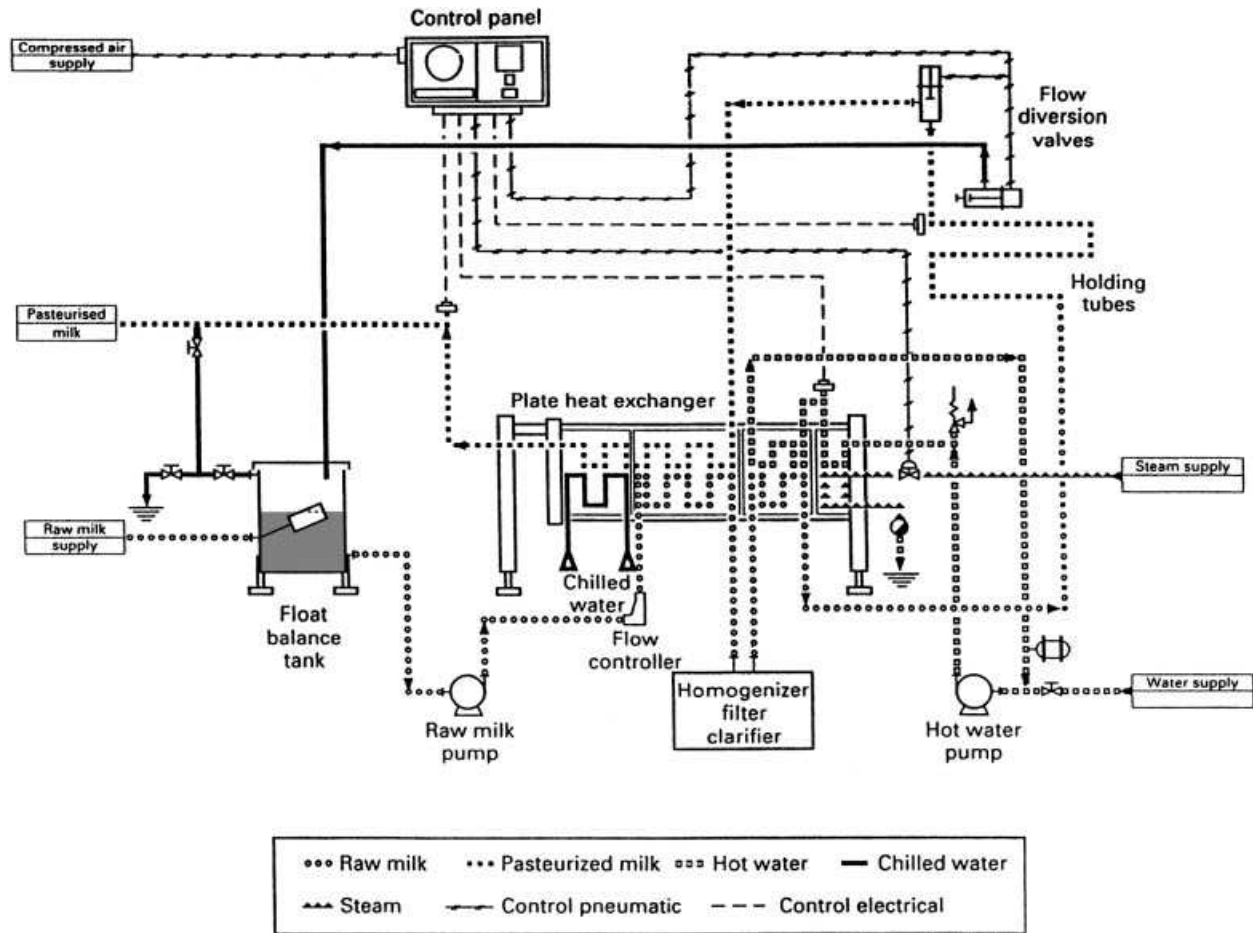 Control panel
Compressed air
supply
Flow
diversion
valves
Holding
tubes
Pasteurised
milk
Plate heat exchanger
Steam supply
Raw milk
supply
Chilled
water
Float
balance
tank
Flow
controller
Raw milk
pump
Homogenizer
filter
clarifier
Hot water
pump
Water supply
Raw milk
Pasteurized milk
Hot water
Chilled water
Steam
Control pneumatic
Control electrical